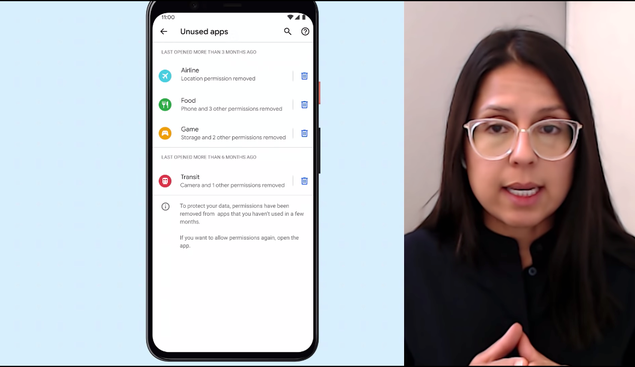 11:00
Unused apps
LAST OPENED MORE THAN 3 MONTHS AGO
Airline
Location permission removed
Food
Phone and 3 other permissions removed
Game
Storage and 2 other permissions removed
LAST OPENED MORE THAN 6 MONTHS AGO
Transit
Camera and 1 other permissions removed
To protect your data, permissions have been
removed from apps that you haven't used in a few
months.
If you want to allow permissions again, open the
app.